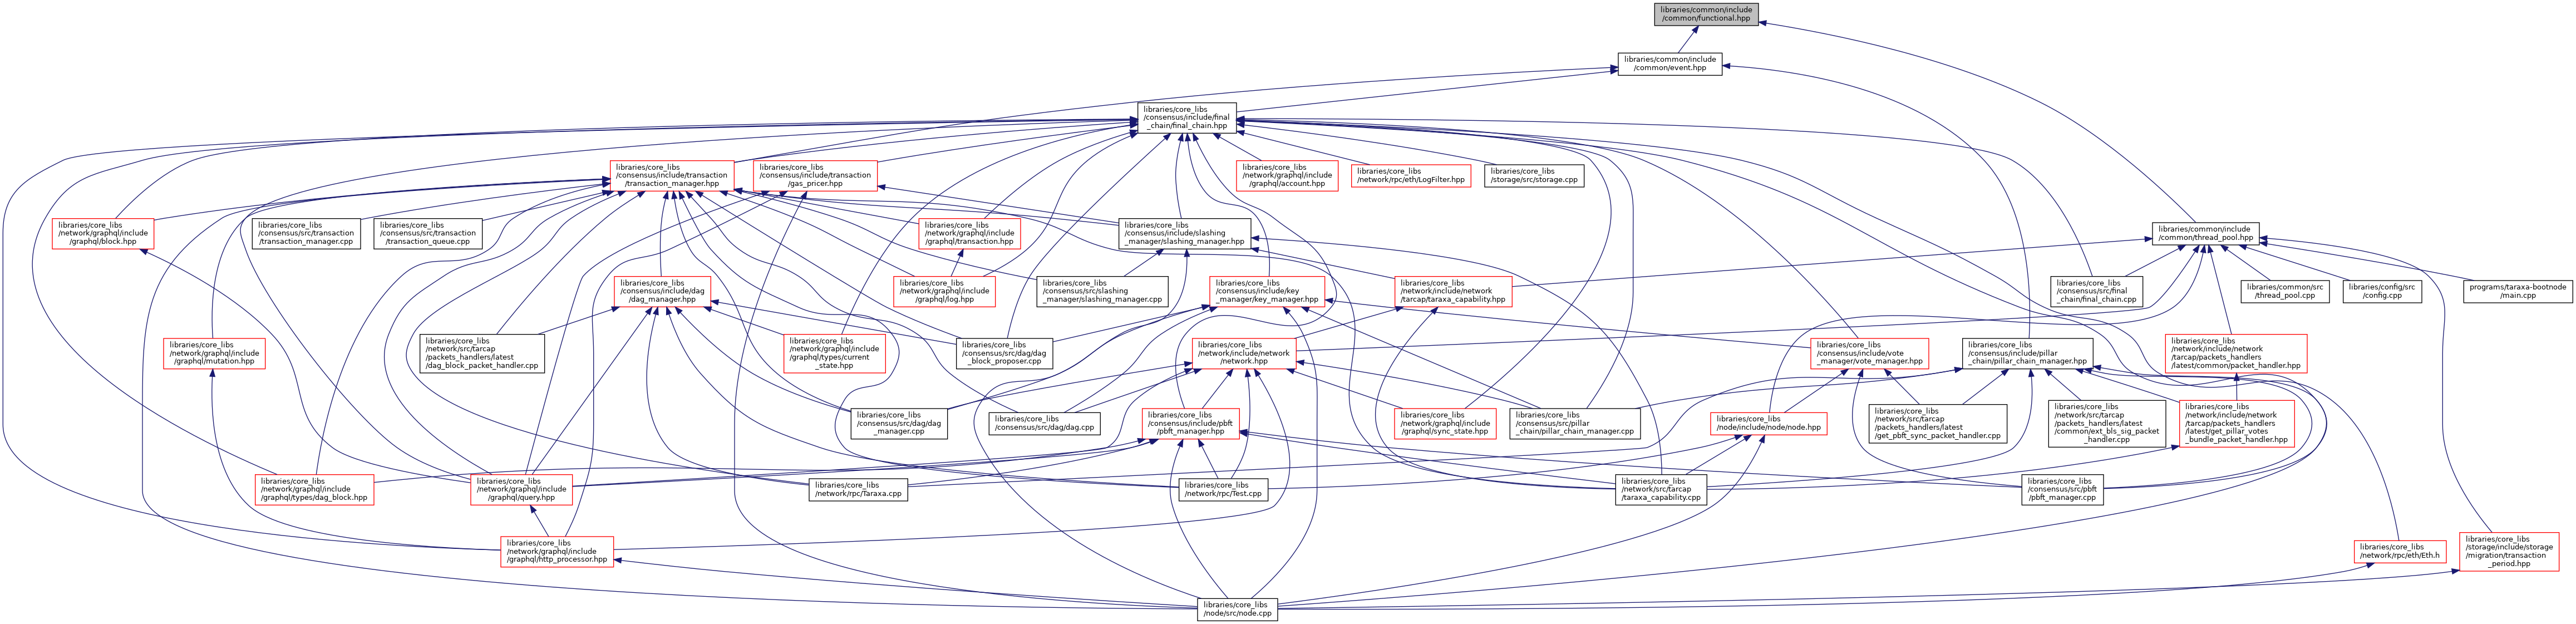 libraries/common/include
/common/functional.hpp
libraries/common/include
/common/event.hpp
libraries/core_libs
/consensus/include/final
_chain/final_chain.hpp
libraries/core_libs
/consensus/include/transaction
/transaction_manager.hpp
libraries/core_libs
/consensus/include/transaction
/gas_pricer.hpp
libraries/core_libs
/network/graphql/include
/graphql/account.hpp
libraries/core_libs
/network/rpc/eth/LogFilter.hpp
libraries/core_libs
/storage/src/storage.cpp
libraries/core_libs
/network/graphql/include
/graphql/block.hpp
libraries/core_libs
/consensus/src/transaction
/transaction_manager.cpp
libraries/core_libs
/consensus/src/transaction
/transaction_queue.cpp
libraries/core_libs
/network/graphql/include
/graphql/transaction.hpp
libraries/core_libs
/consensus/include/slashing
_manager/slashing_manager.hpp
libraries/common/include
/common/thread_pool.hpp
libraries/core_libs
/consensus/include/dag
/dag_manager.hpp
libraries/core_libs
/network/graphql/include
/graphql/log.hpp
libraries/core_libs
/consensus/src/slashing
_manager/slashing_manager.cpp
libraries/core_libs
/consensus/include/key
_manager/key_manager.hpp
libraries/core_libs
/network/include/network
/tarcap/taraxa_capability.hpp
libraries/core_libs
/consensus/src/final
_chain/final_chain.cpp
libraries/common/src
/thread_pool.cpp
libraries/config/src
/config.cpp
programs/taraxa-bootnode
/main.cpp
libraries/core_libs
/network/graphql/include
/graphql/mutation.hpp
libraries/core_libs
/network/src/tarcap
/packets_handlers/latest
/dag_block_packet_handler.cpp
libraries/core_libs
/network/graphql/include
/graphql/types/current
_state.hpp
libraries/core_libs
/consensus/src/dag/dag
_block_proposer.cpp
libraries/core_libs
/network/include/network
/network.hpp
libraries/core_libs
/consensus/include/vote
_manager/vote_manager.hpp
libraries/core_libs
/consensus/include/pillar
_chain/pillar_chain_manager.hpp
libraries/core_libs
/network/include/network
/tarcap/packets_handlers
/latest/common/packet_handler.hpp
libraries/core_libs
/consensus/src/dag/dag
_manager.cpp
libraries/core_libs
/consensus/src/dag/dag.cpp
libraries/core_libs
/consensus/include/pbft
/pbft_manager.hpp
libraries/core_libs
/network/graphql/include
/graphql/sync_state.hpp
libraries/core_libs
/consensus/src/pillar
_chain/pillar_chain_manager.cpp
libraries/core_libs
/node/include/node/node.hpp
libraries/core_libs
/network/src/tarcap
/packets_handlers/latest
/get_pbft_sync_packet_handler.cpp
libraries/core_libs
/network/src/tarcap
/packets_handlers/latest
/common/ext_bls_sig_packet
_handler.cpp
libraries/core_libs
/network/include/network
/tarcap/packets_handlers
/latest/get_pillar_votes
_bundle_packet_handler.hpp
libraries/core_libs
/network/graphql/include
/graphql/types/dag_block.hpp
libraries/core_libs
/network/graphql/include
/graphql/query.hpp
libraries/core_libs
/network/rpc/Taraxa.cpp
libraries/core_libs
/network/rpc/Test.cpp
libraries/core_libs
/network/src/tarcap
/taraxa_capability.cpp
libraries/core_libs
/consensus/src/pbft
/pbft_manager.cpp
libraries/core_libs
/network/graphql/include
/graphql/http_processor.hpp
libraries/core_libs
/network/rpc/eth/Eth.h
libraries/core_libs
/storage/include/storage
/migration/transaction
_period.hpp
libraries/core_libs
/node/src/node.cpp